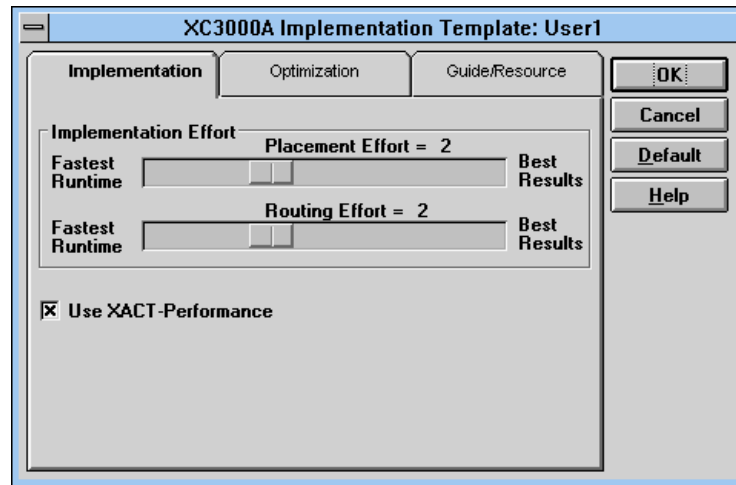 XC3000A Implementation Template: User1
Implementation
Optimization
Guide/Resource
OK
Cancel
Default
Help
Implementation Effort
Placement Effort = 2
Fastest
Runtime
Best
Results
Routing Effort = 2
Fastest
Runtime
Best
Results
Use XACT-Performance